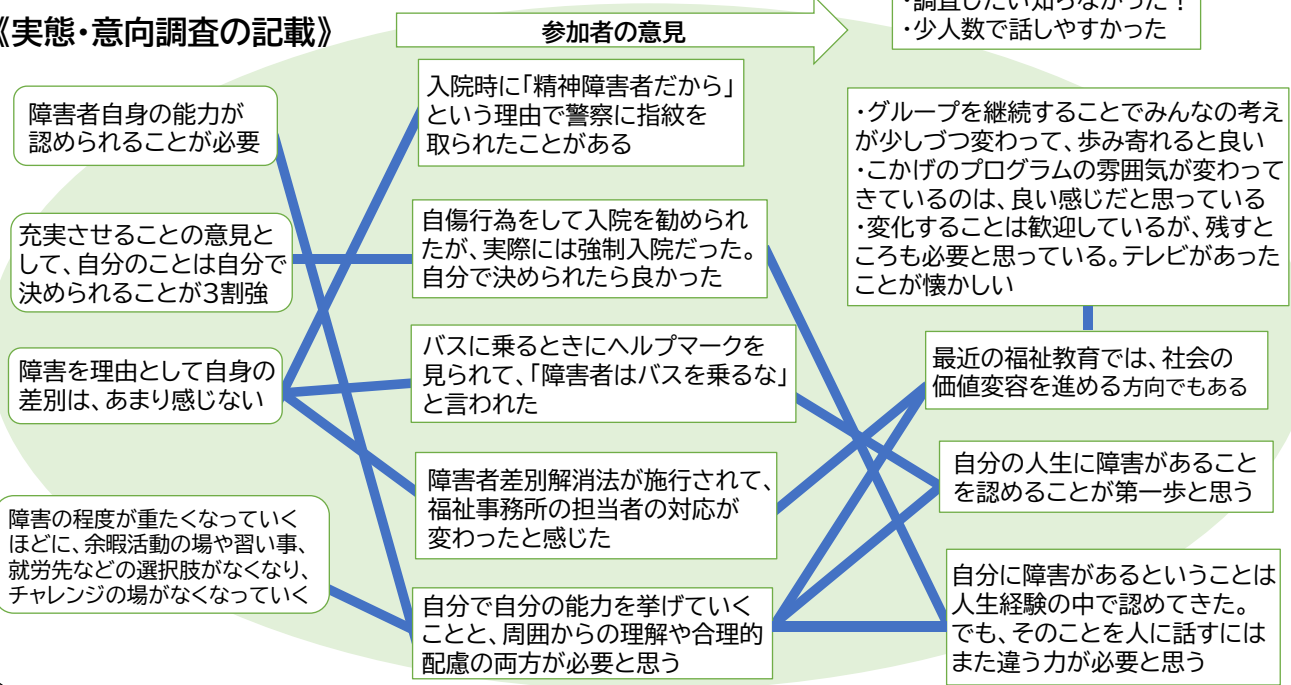 ・調査じたい知らなかった！
・少人数で話しやすかった
《実態・意向調査の記載》
参加者の意見
障害者自身の能力が
認められることが必要
充実させることの意見と
して、自分のことは自分で
決められることが3割強
障害を理由として自身の
差別は、あまり感じない
障害の程度が重たくなっていく
ほどに、余暇活動の場や習い事、
就労先などの選択肢がなくなり、
チャレンジの場がなくなっていく
入院時に「精神障害者だから」
という理由で警察に指紋を
取られたことがある
自傷行為をして入院を勧められ
たが、実際には強制入院だった。
自分で決められたら良かった
バスに乗るときにヘルプマークを
見られて、「障害者はバスを乗るな」
と言われた
障害者差別解消法が施行されて、
福祉事務所の担当者の対応が
変わったと感じた
自分で自分の能力を挙げていく
ことと、周囲からの理解や合理的
配慮の両方が必要と思う
・グループを継続することでみんなの考え
が少しづつ変わって、歩み寄れると良い
・こかげのプログラムの雰囲気が変わって
きているのは、良い感じだと思っている
・変化することは歓迎しているが、残すと
ころも必要と思っている。テレビがあった
ことが懐かしい
最近の福祉教育では、社会の
価値変容を進める方向でもある
自分の人生に障害があること
を認めることが第一歩と思う
自分に障害があるということは
人生経験の中で認めてきた。
でも、そのことを人に話すには
また違う力が必要と思う